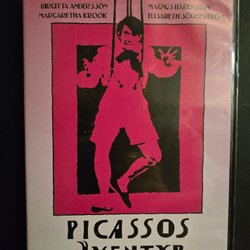 BIRGITTA ANDERSSON MAGNUS HÄRENSTAM
MARGARETHA KROOK ELISABETH SÖDERSTRÖM
PICASSOS
ÄVENTYR